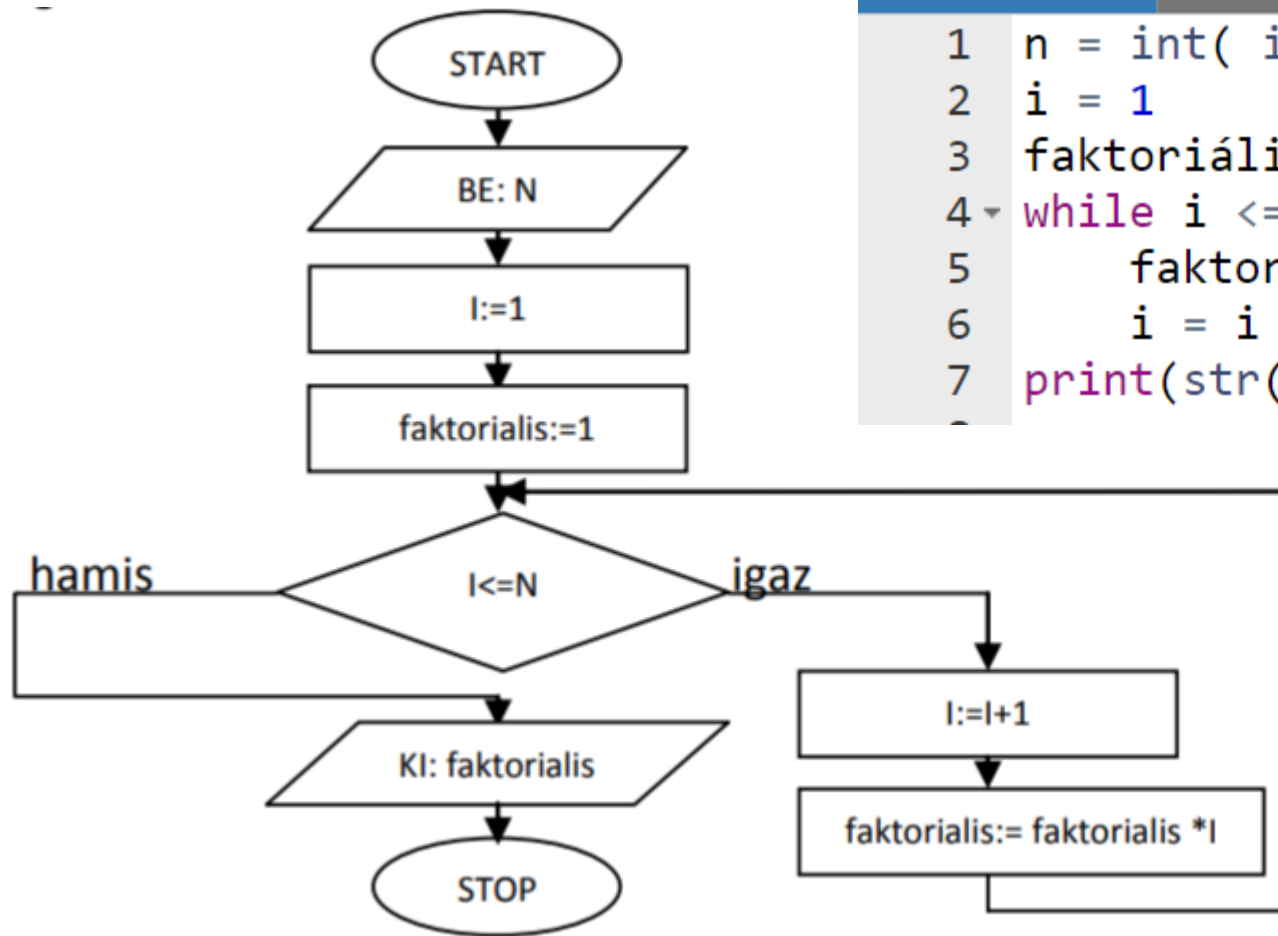 START
BE: N
I:=1
faktorialis:=1
I<=N
hamis
igaz
I:=I+1
faktorialis:= faktorialis *I
KI: faktorialis
STOP
1 n = int( i
2 i = 1
3 faktoriáli
4 while i <=
5 faktor
6 i = i
7 print(str(